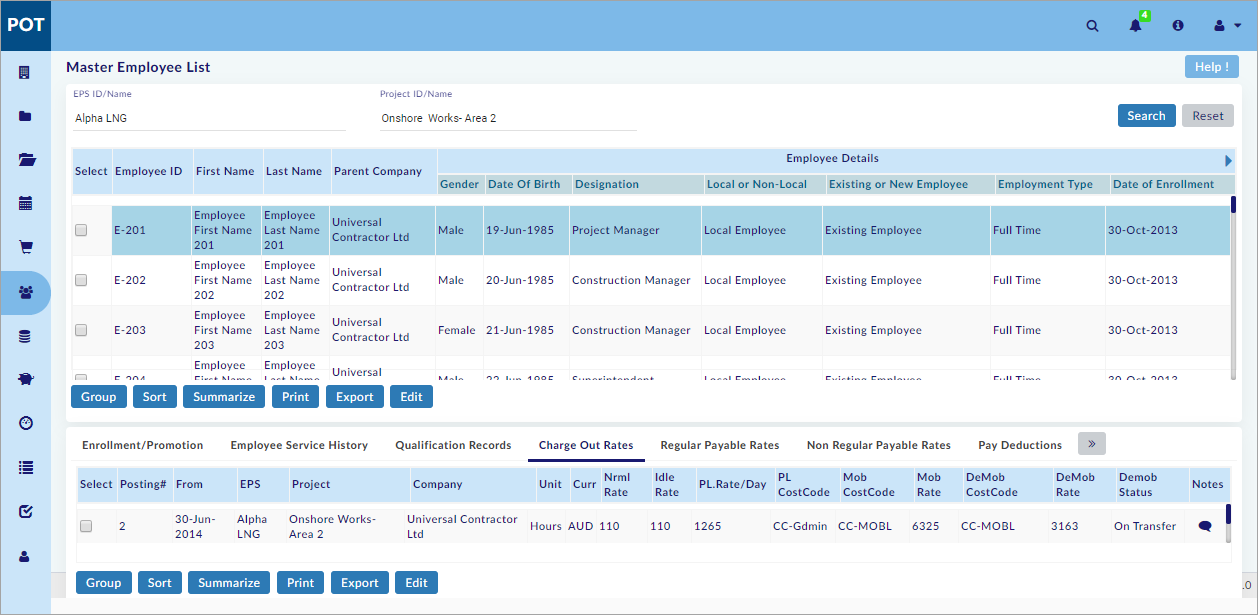 POT
4
Master Employee List
Help !
EPS ID/Name
Project ID/Name
Alpha LNG
Onshore Works- Area 2
Search
Reset
Select
Employee ID
First Name
Last Name
Parent Company
Employee Details
Gender
Date Of Birth
Designation
Local or Non-Local
Existing or New Employee
Employment Type
Date of Enrollment
E-201
Employee
First Name
201
Employee
Last Name
201
Universal
Contractor Ltd
Male
19-Jun-1985
Project Manager
Local Employee
Existing Employee
Full Time
30-Oct-2013
E-202
Employee
First Name
202
Employee
Last Name
202
Universal
Contractor Ltd
Male
20-Jun-1985
Construction Manager
Local Employee
Existing Employee
Full Time
30-Oct-2013
E-203
Employee
First Name
203
Employee
Last Name
203
Universal
Contractor Ltd
Female
21-Jun-1985
Construction Manager
Local Employee
Existing Employee
Full Time
30-Oct-2013
E-204
Employee
First Name
Employee
Last Name
Universal
Male
22-Jun-1985
Superintendent
Local Employee
Existing Employee
Full Time
30-Oct-2013
Group
Sort
Summarize
Print
Export
Edit
Enrollment/Promotion
Employee Service History
Qualification Records
Charge Out Rates
Regular Payable Rates
Non Regular Payable Rates
Pay Deductions
»
Select
Posting#
From
EPS
Project
Company
Unit
Curr
Nrml
Rate
Idle
Rate
PL.Rate/Day
PL
CostCode
Mob
CostCode
Mob
Rate
DeMob
CostCode
DeMob
Rate
Demob
Status
Notes
2
30-Jun-
2014
Alpha
LNG
Onshore Works-
Area 2
Universal Contractor
Ltd
Hours
AUD
110
110
1265
CC-Gdmin
CC-MOBL
6325
CC-MOBL
3163
On Transfer
Group
Sort
Summarize
Print
Export
Edit
.0